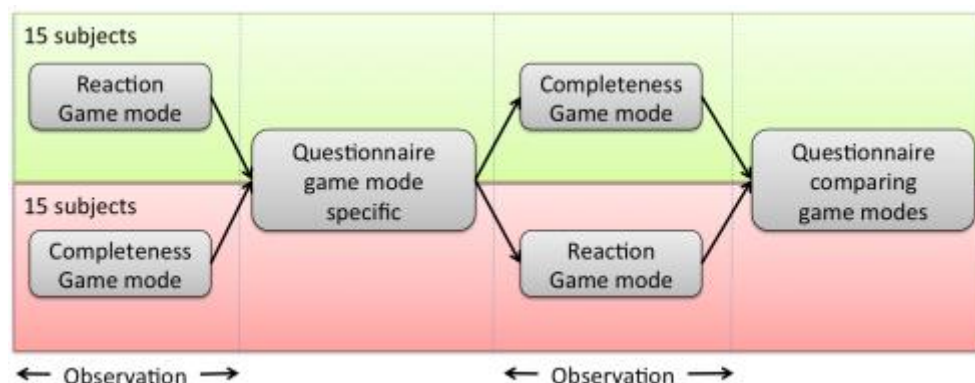 15 subjects
Reaction
Game mode
Completeness
Game mode
Questionnaire
game mode
specific
Questionnaire
comparing
game modes
15 subjects
Completeness
Game mode
Reaction
Game mode
Observation
Observation